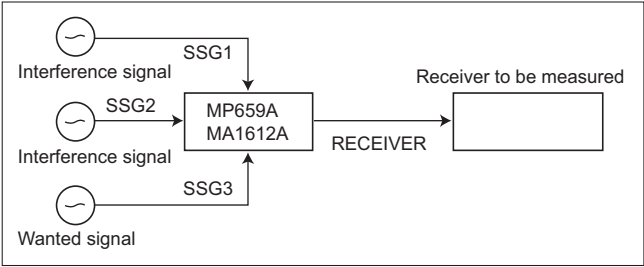 SSG1
Interference signal
Receiver to be measured
SSG2
MP659A
MA1612A
RECEIVER
Interference signal
SSG3
Wanted signal